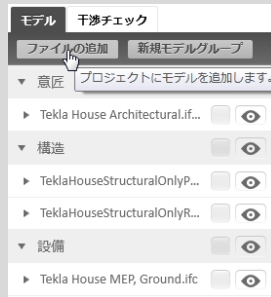 モデル 干渉チェック
ファイルの追加 新規モデルグループ
プロジェクトにモデルを追加します。
意匠
Tekla House Architectural.if...
構造
TeklaHouseStructuralOnlyP...
TeklaHouseStructuralOnlyR...
設備
Tekla House MEP, Ground.ifc